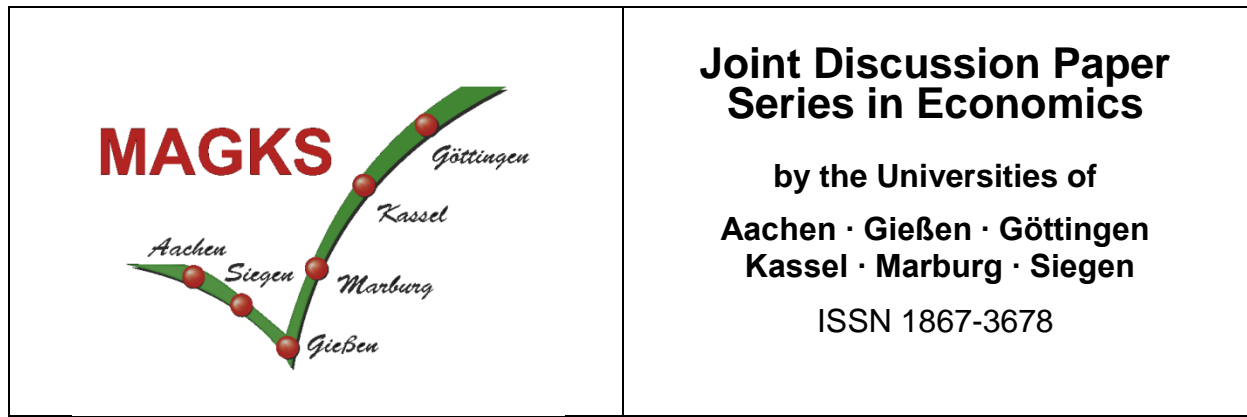 MAGKS
Göttingen
Kassel
Aachen
Siegen
Marburg
Gießen
Joint Discussion Paper
Series in Economics
by the Universities of
Aachen · Gießen · Göttingen
Kassel · Marburg · Siegen
ISSN 1867-3678